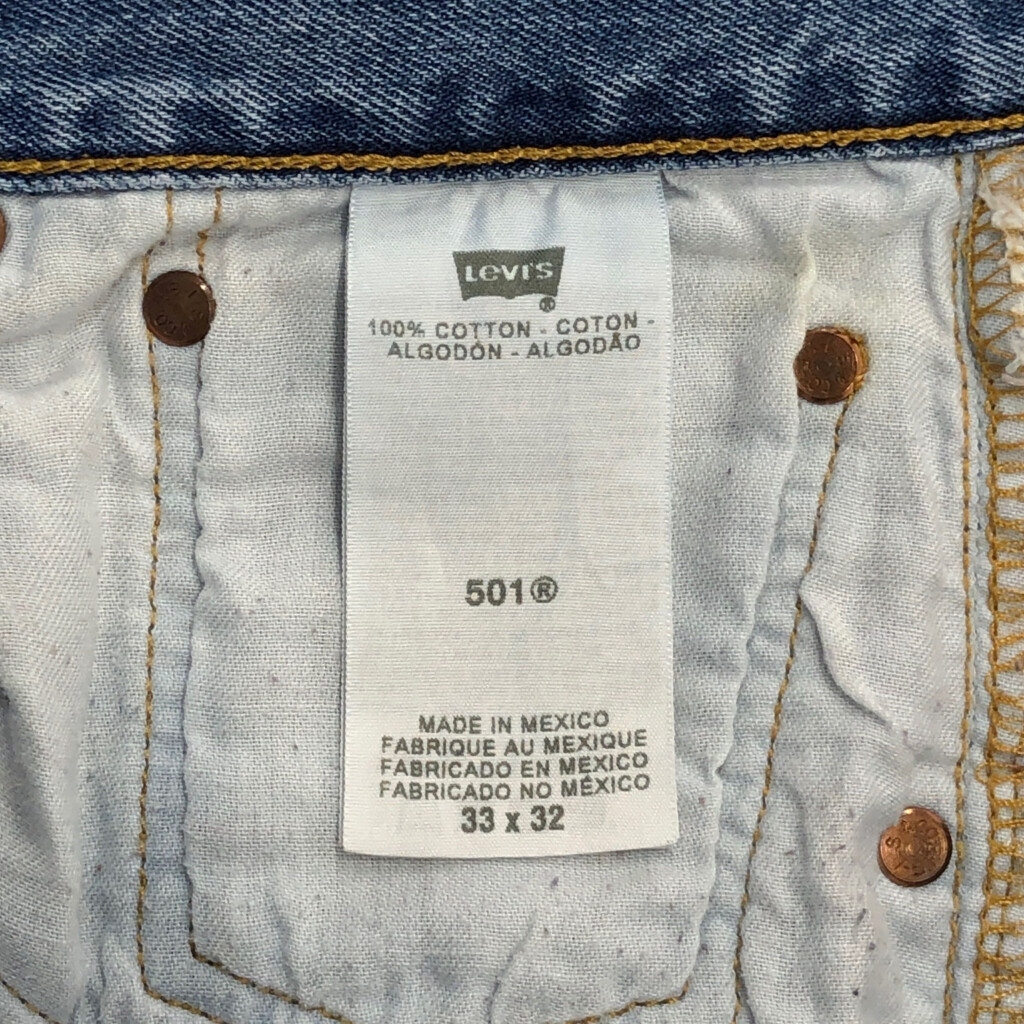 Levi's
®
100% COTTON - COTON -
ALGODÓN - ALGODÃO
501®
MADE IN MEXICO
FABRIQUE AU MEXIQUE
FABRICADO EN MEXICO
FABRICADO NO MÉXICO
33 x 32